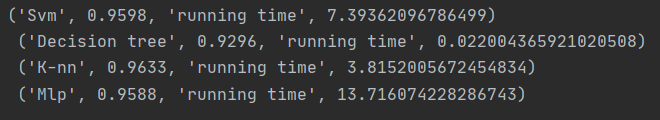 ('Svm', 0.9598, 'running time', 7.39362096786499)
('Decision tree', 0.9296, 'running time', 0.022004365921020508)
('K-nn', 0.9633, 'running time', 3.8152005672454834)
('Mlp', 0.9588, 'running time', 13.716074228286743)